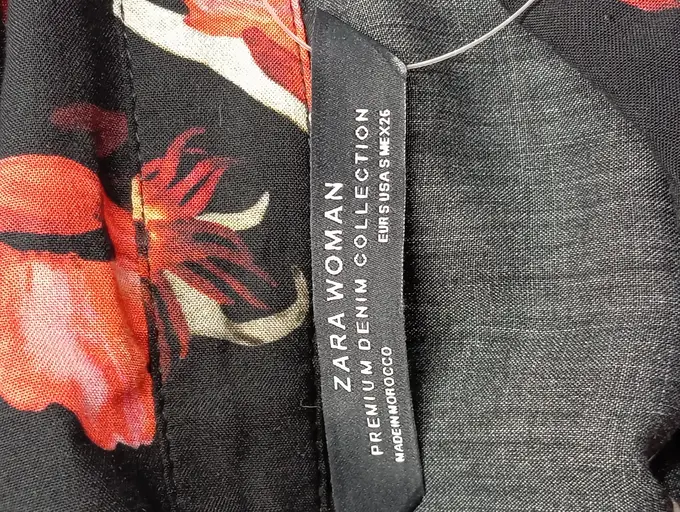 ZARA WOMAN
PREMIUM DENIM COLLECTION
MADE IN MOROCCO
EUR S USA S MEX 26